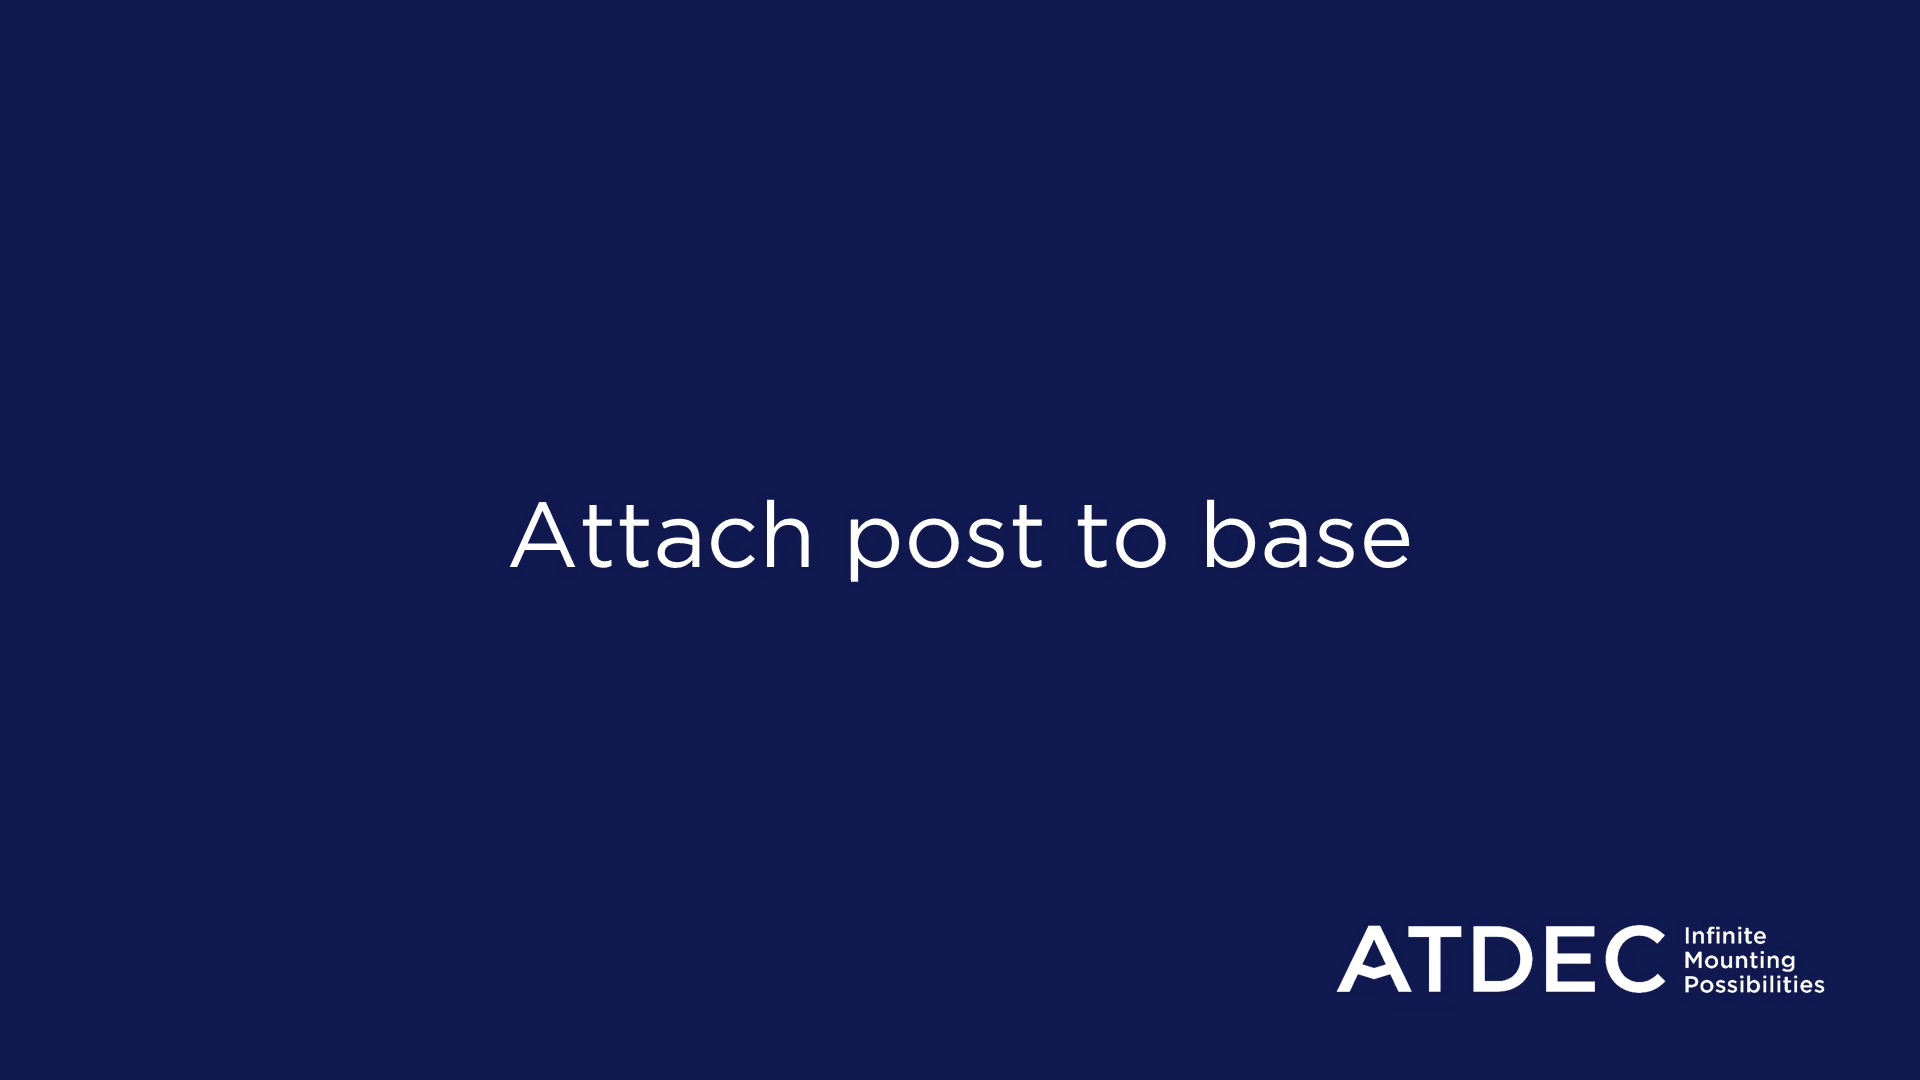 Attach post to base
ATDEC
Infinite
Mounting
Possibilities